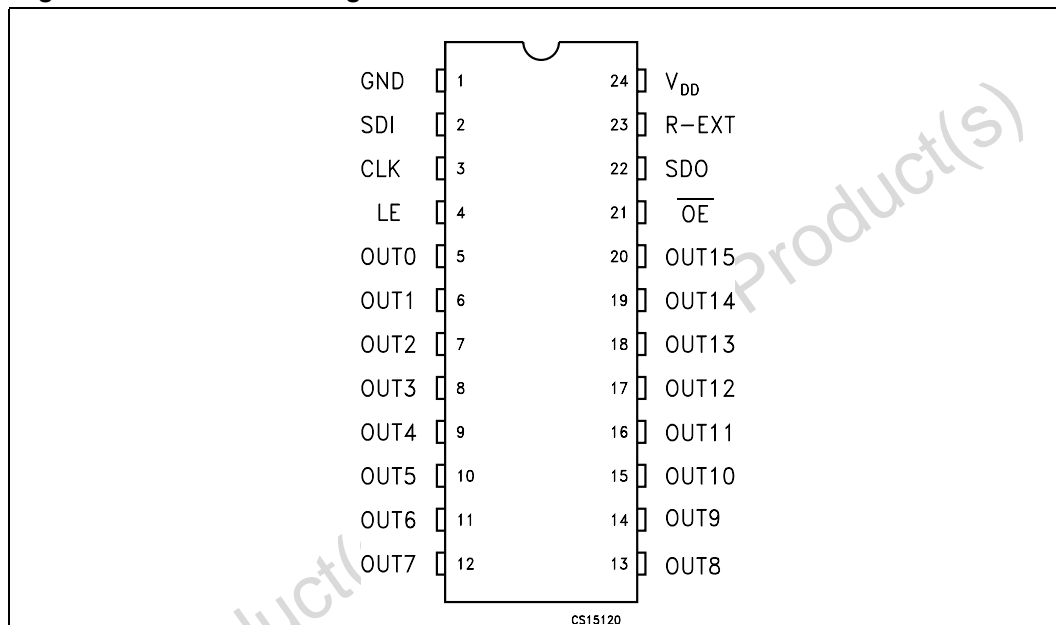 GND 1 24 VDD
SDI 2 23 R-EXT
CLK 3 22 SDO
LE 4 21 OE
OUT0 5 20 OUT15
OUT1 6 19 OUT14
OUT2 7 18 OUT13
OUT3 8 17 OUT12
OUT4 9 16 OUT11
OUT5 10 15 OUT10
OUT6 11 14 OUT9
OUT7 12 13 OUT8
CS15120
Product(s)